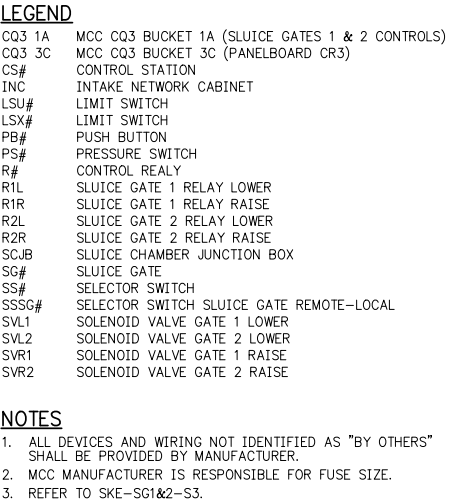 LEGEND
CQ3 1A MCC CQ3 BUCKET 1A (SLUICE GATES 1 & 2 CONTROLS)
CQ3 3C MCC CQ3 BUCKET 3C (PANELBOARD CR3)
CS# CONTROL STATION
INC INTAKE NETWORK CABINET
LSU# LIMIT SWITCH
LSX# LIMIT SWITCH
PB# PUSH BUTTON
PS# PRESSURE SWITCH
R# CONTROL REALY
R1L SLUICE GATE 1 RELAY LOWER
R1R SLUICE GATE 1 RELAY RAISE
R2L SLUICE GATE 2 RELAY LOWER
R2R SLUICE GATE 2 RELAY RAISE
SCJB SLUICE CHAMBER JUNCTION BOX
SG# SLUICE GATE
SS# SELECTOR SWITCH
SSSG# SELECTOR SWITCH SLUICE GATE REMOTE-LOCAL
SVL1 SOLENOID VALVE GATE 1 LOWER
SVL2 SOLENOID VALVE GATE 2 LOWER
SVR1 SOLENOID VALVE GATE 1 RAISE
SVR2 SOLENOID VALVE GATE 2 RAISE
NOTES
1. ALL DEVICES AND WIRING NOT IDENTIFIED AS "BY OTHERS"
SHALL BE PROVIDED BY MANUFACTURER.
2. MCC MANUFACTURER IS RESPONSIBLE FOR FUSE SIZE.
3. REFER TO SKE-SG1&2-S3.